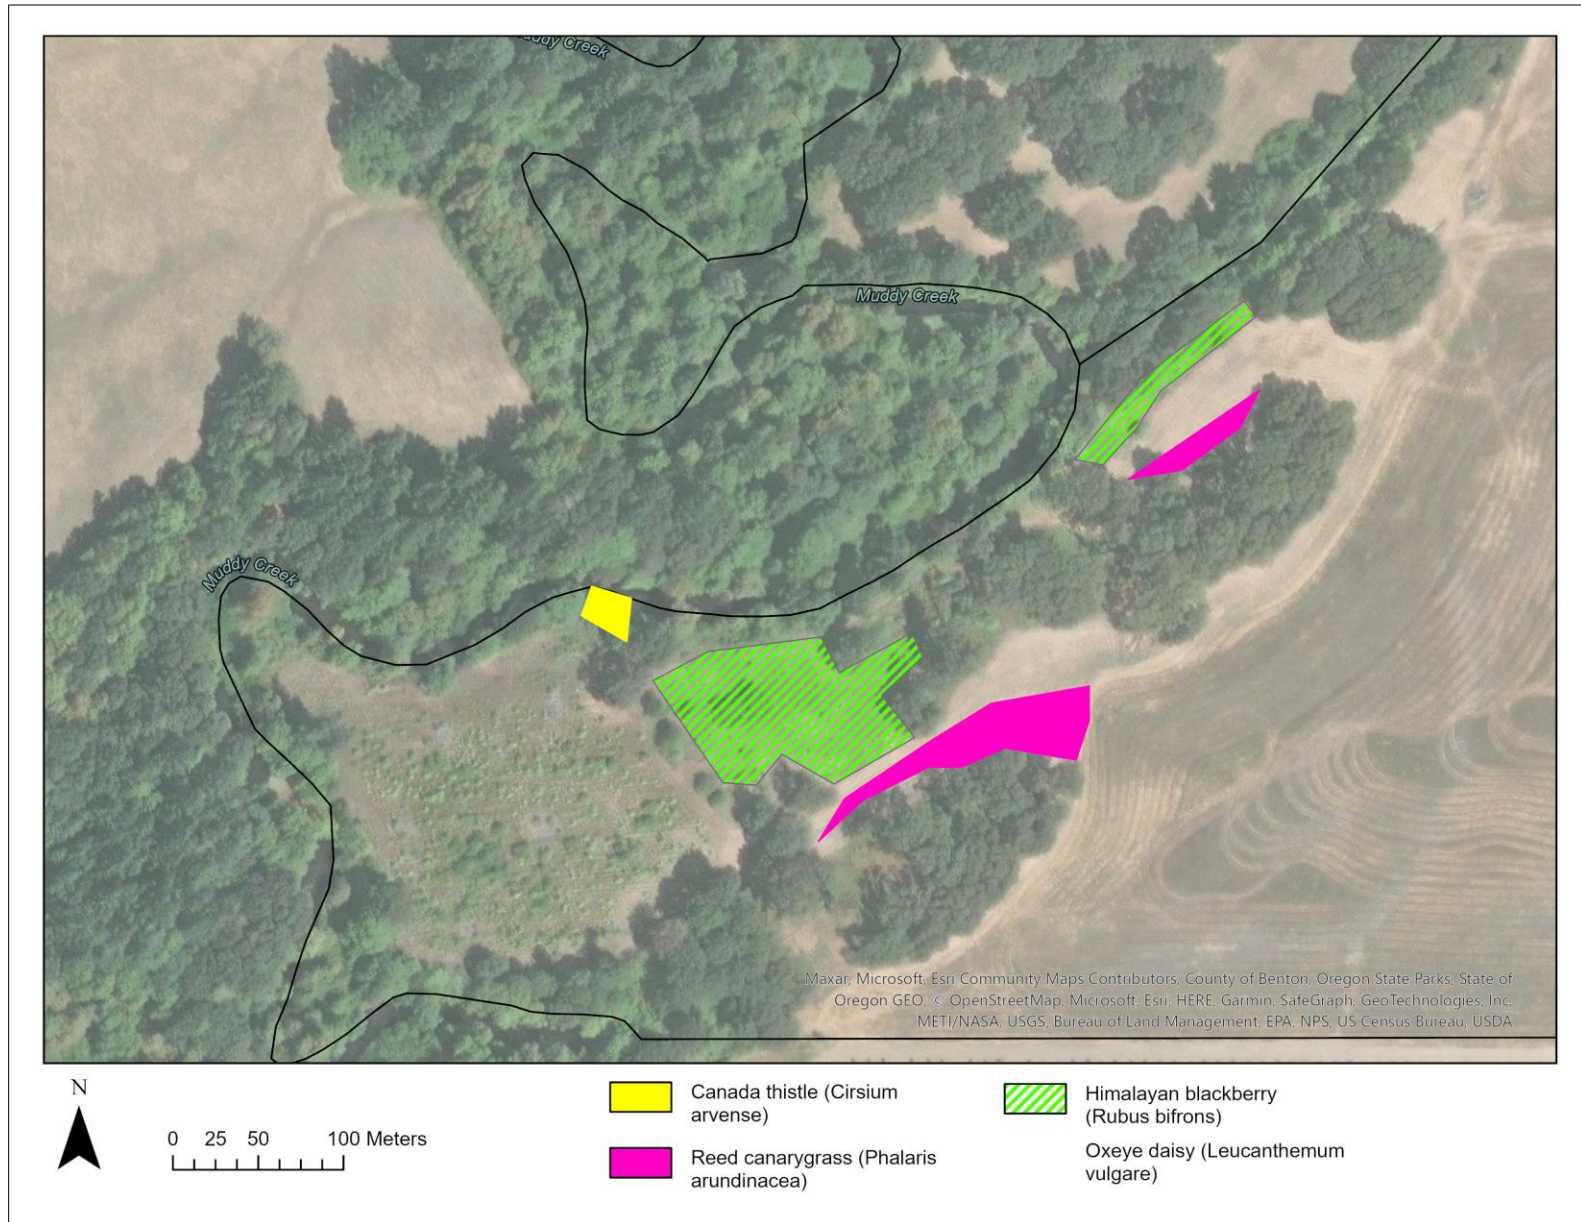 uddy Creek
Muddy Creek
Muddy Creek
Maxar, Microsoft, Esri Community Maps Contributors, County of Benton, Oregon State Parks, State of
Oregon GEO, © OpenStreetMap, Microsoft, Esri, HERE, Garmin, SafeGraph, GeoTechnologies, Inc,
METI/NASA, USGS, Bureau of Land Management, EPA, NPS, US Census Bureau, USDA
N
0 25 50 100 Meters
Canada thistle (Cirsium
arvense)
Reed canarygrass (Phalaris
arundinacea)
Himalayan blackberry
(Rubus bifrons)
Oxeye daisy (Leucanthemum
vulgare)